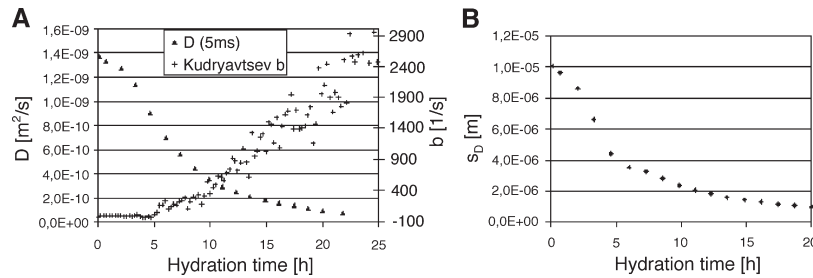 A
D (5ms)
Kudryavtsev b
1,6E-09
1,4E-09
1,2E-09
1,0E-09
8,0E-10
6,0E-10
4,0E-10
2,0E-10
0,0E+00
D [m²/s]
2900
2400
1900
1400
900
400
-100
b [1/s]
0 5 10 15 20 25
Hydration time [h]
B
1,2E-05
1,0E-05
8,0E-06
6,0E-06
4,0E-06
2,0E-06
0,0E+00
s_D [m]
0 5 10 15 20
Hydration time [h]